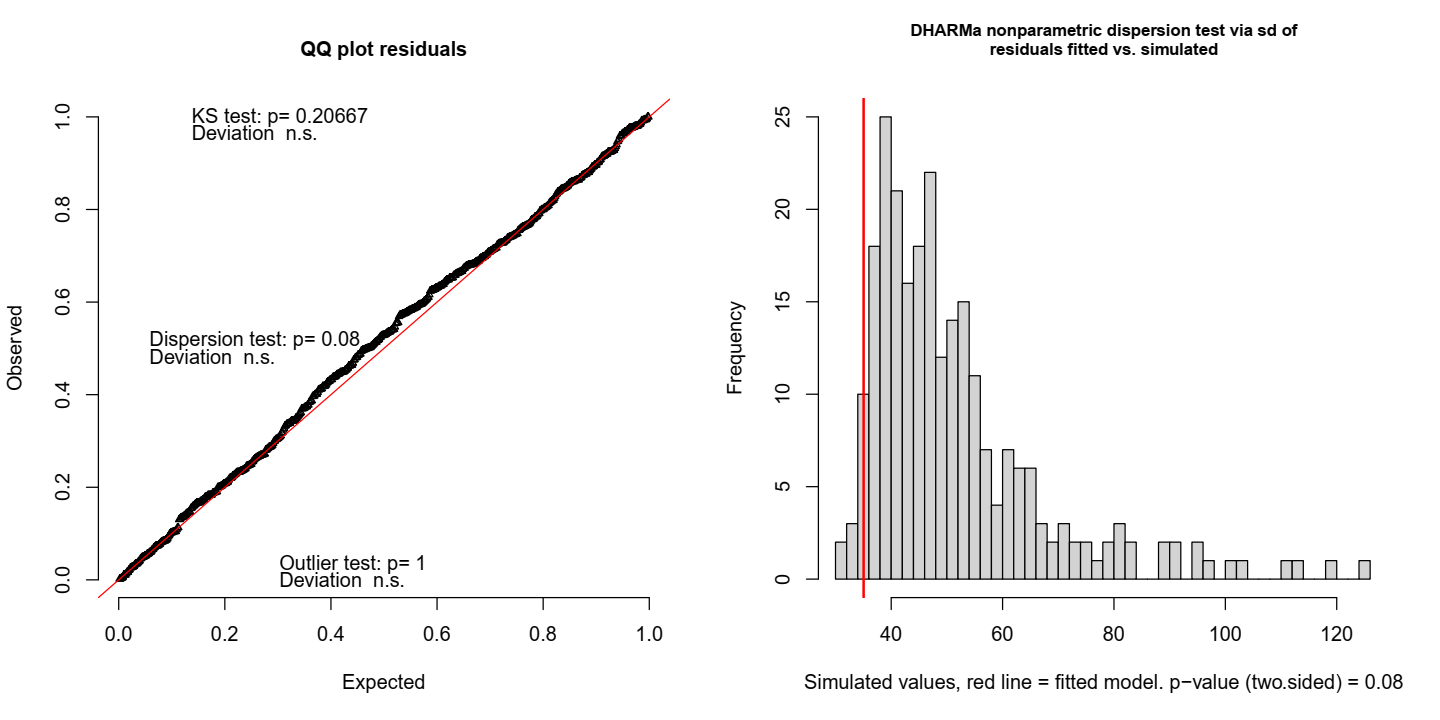 QQ plot residuals
KS test: p= 0.20667
Deviation  n.s.
Dispersion test: p= 0.08
Deviation  n.s.
Outlier test: p= 1
Deviation  n.s.
Observed
0.0 0.2 0.4 0.6 0.8 1.0
0.0 0.2 0.4 0.6 0.8 1.0
Expected
DHARMa nonparametric dispersion test via sd of
residuals fitted vs. simulated
Frequency
0 5 10 15 20 25
40 60 80 100 120
Simulated values, red line = fitted model. p−value (two.sided) = 0.08